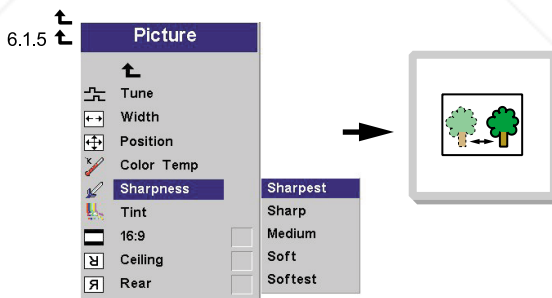 6.1.5
Picture
Tune
Width
Position
Color Temp
Sharpness
Tint
16:9
Ceiling
Rear
Sharpest
Sharp
Medium
Soft
Softest